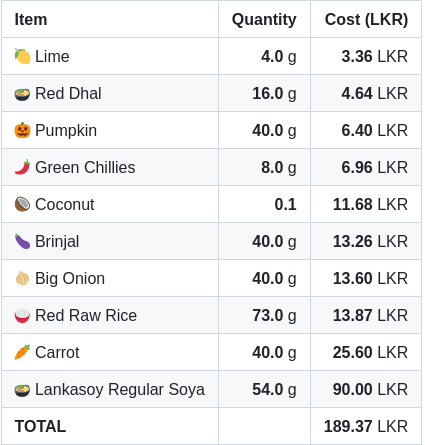 Item Quantity Cost (LKR)
🍋 Lime 4.0 g 3.36 LKR
🍲 Red Dhal 16.0 g 4.64 LKR
🎃 Pumpkin 40.0 g 6.40 LKR
🌶️ Green Chillies 8.0 g 6.96 LKR
🥥 Coconut 0.1 11.68 LKR
🍆 Brinjal 40.0 g 13.26 LKR
🧅 Big Onion 40.0 g 13.60 LKR
🍚 Red Raw Rice 73.0 g 13.87 LKR
🥕 Carrot 40.0 g 25.60 LKR
🍲 Lankasoy Regular Soya 54.0 g 90.00 LKR
TOTAL 189.37 LKR